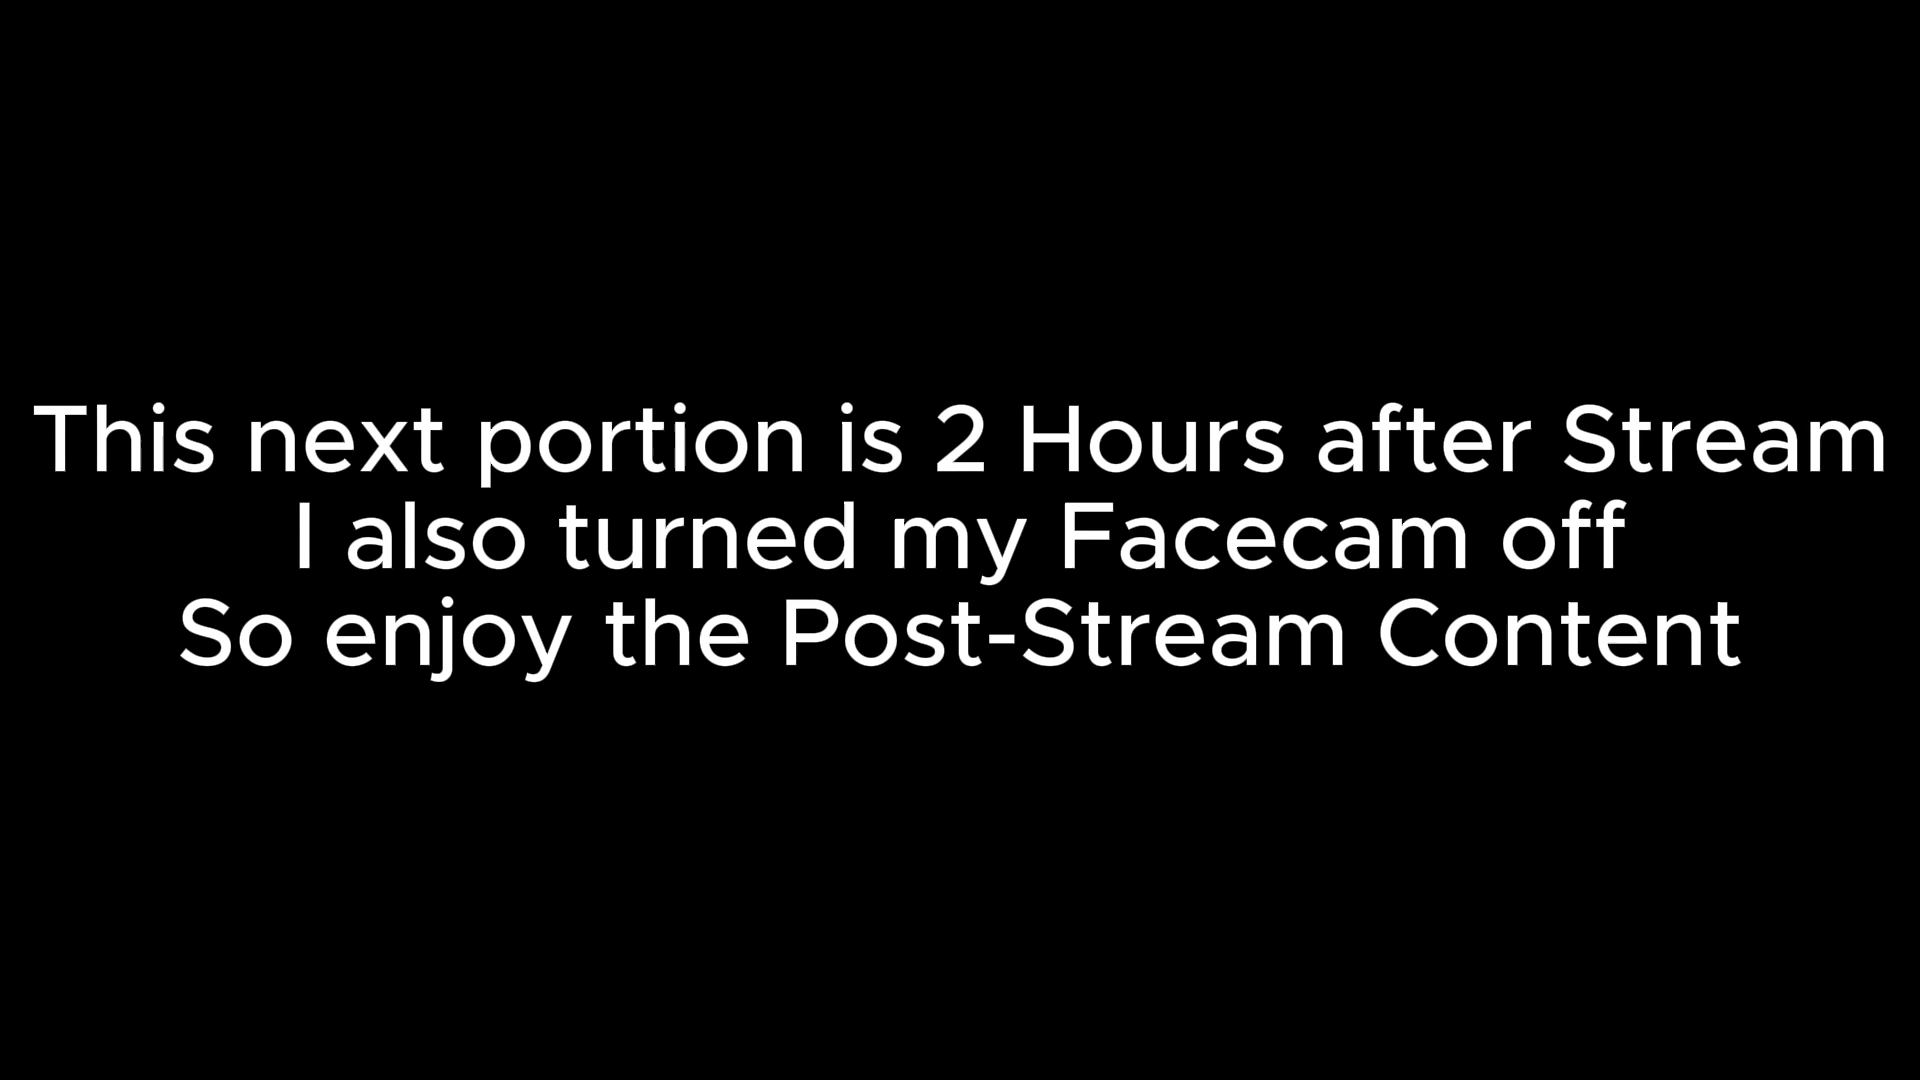 This next portion is 2 Hours after Stream
I also turned my Facecam off
So enjoy the Post-Stream Content